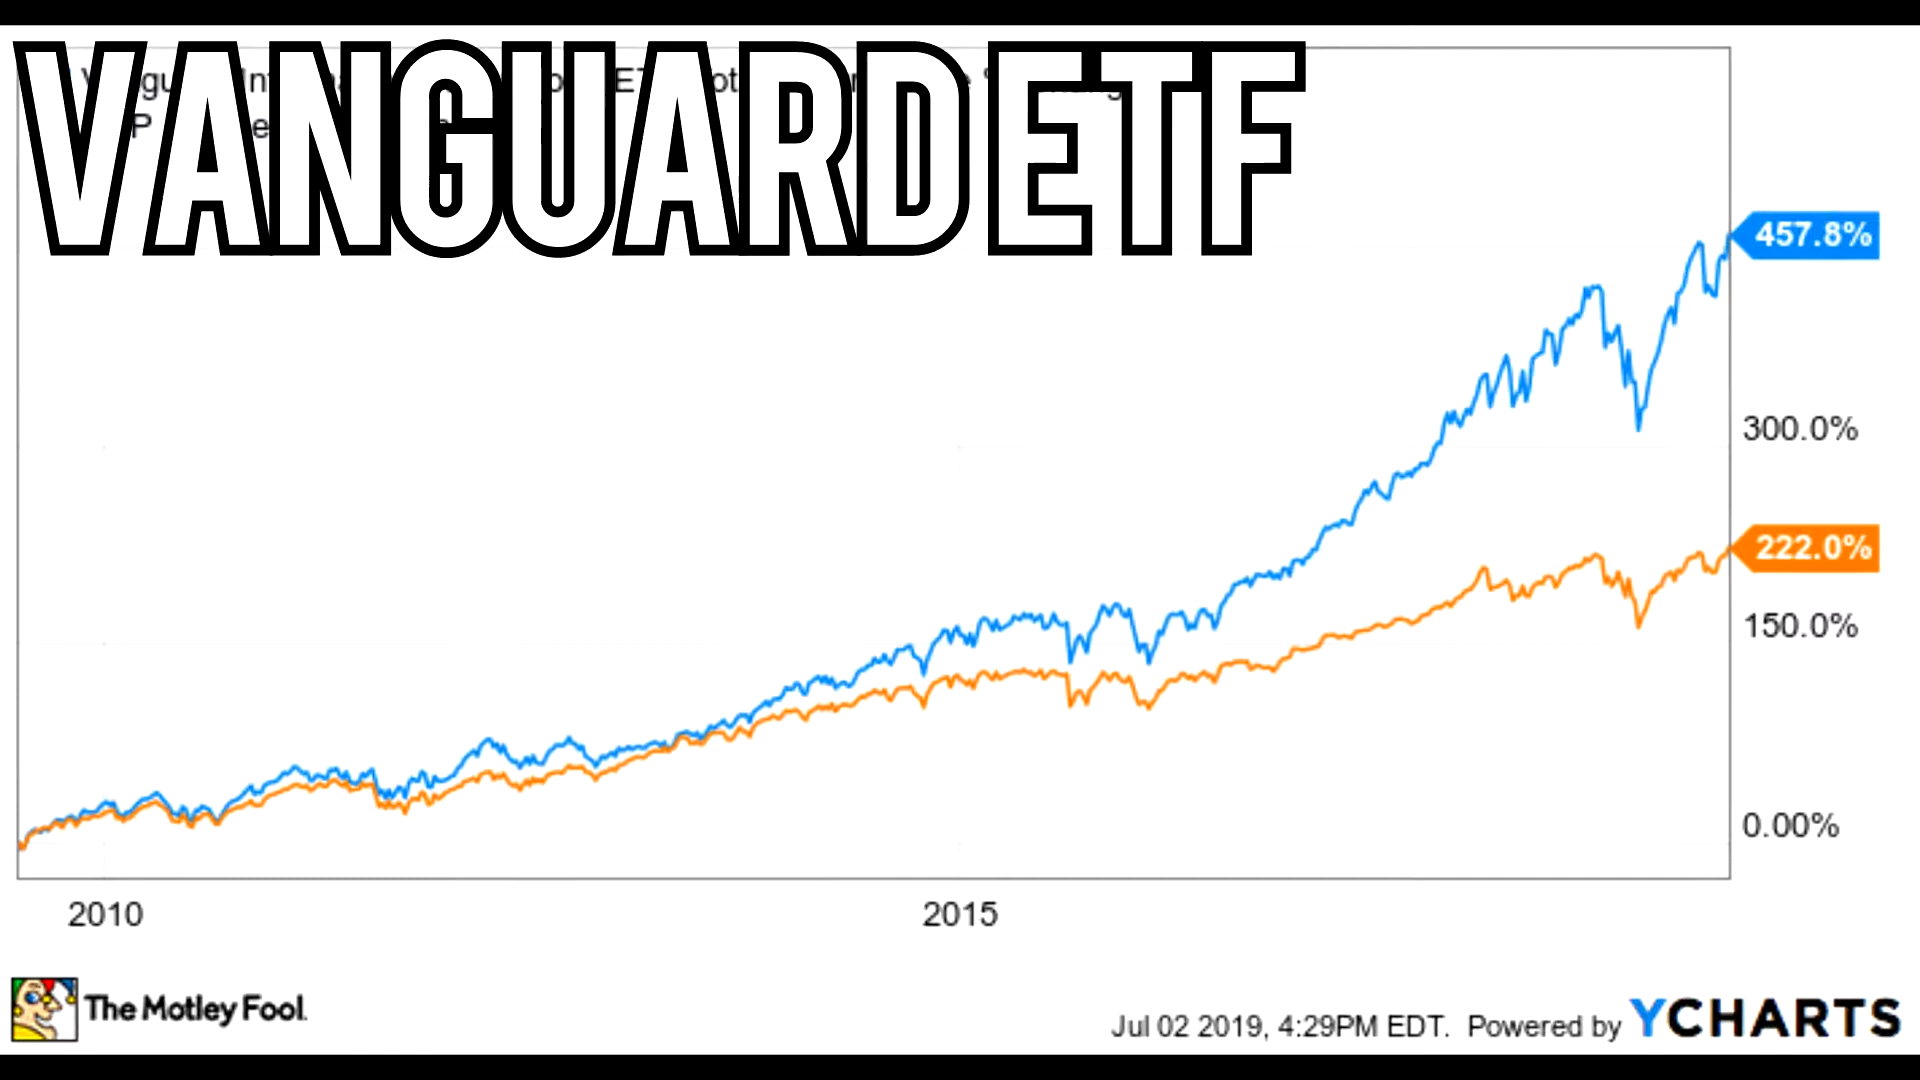 VANGUARD ETF
457.8%
300.0%
222.0%
150.0%
0.00%
2010 2015
The Motley Fool.
Jul 02 2019, 4:29PM EDT. Powered by YCHARTS